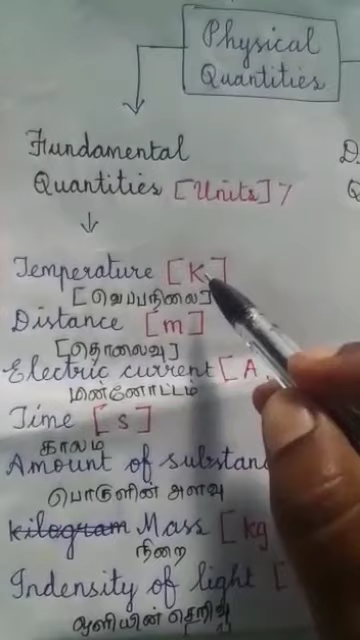 Physical
Quantities
Fundamental
Quantities [Units] 7
D
Q
Temperature [K]
[வெப்பநிலை]
Distance [m]
[தொலைவு]
Electric current [A
மின்னோட்டம்
Time [s]
காலம்
Amount of substan
பொருளின் அளவு
kilogram Mass [kg
நிறை
Indensity of light [
ஒளியின் செறிவு